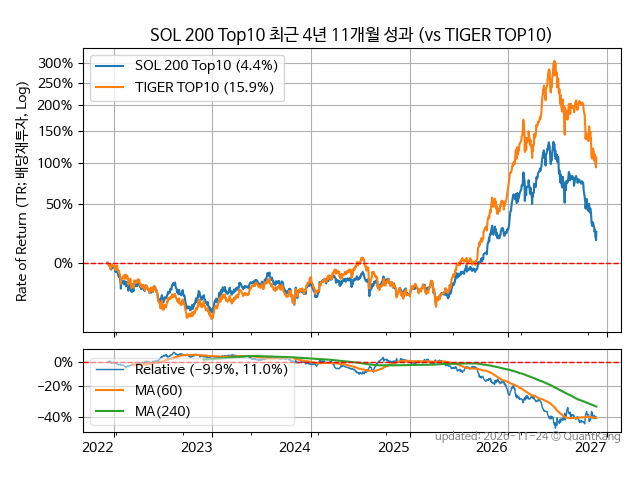 SOL 200 Top10 최근 4년 11개월 성과 (vs TIGER TOP10)
Rate of Return (TR: 배당재투자, Log)
300%
250%
200%
150%
100%
50%
0%
SOL 200 Top10 (4.4%)
TIGER TOP10 (15.9%)
0%
−20%
−40%
Relative (−9.9%, 11.0%)
MA(60)
MA(240)
2022
2023
2024
2025
2026
2027
updated: 2026-11-24 © QuantKang